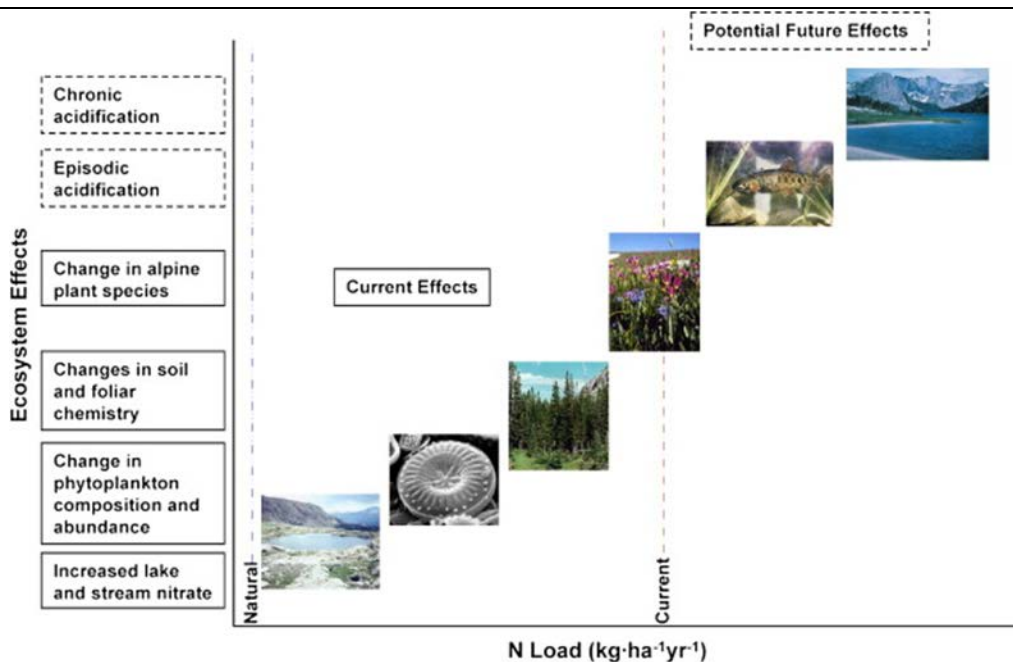 Potential Future Effects
Chronic
acidification
Episodic
acidification
Change in alpine
plant species
Current Effects
Changes in soil
and foliar
chemistry
Change in
phytoplankton
composition and
abundance
Increased lake
and stream nitrate
Ecosystem Effects
Natural
Current
N Load (kg·ha⁻¹yr⁻¹)